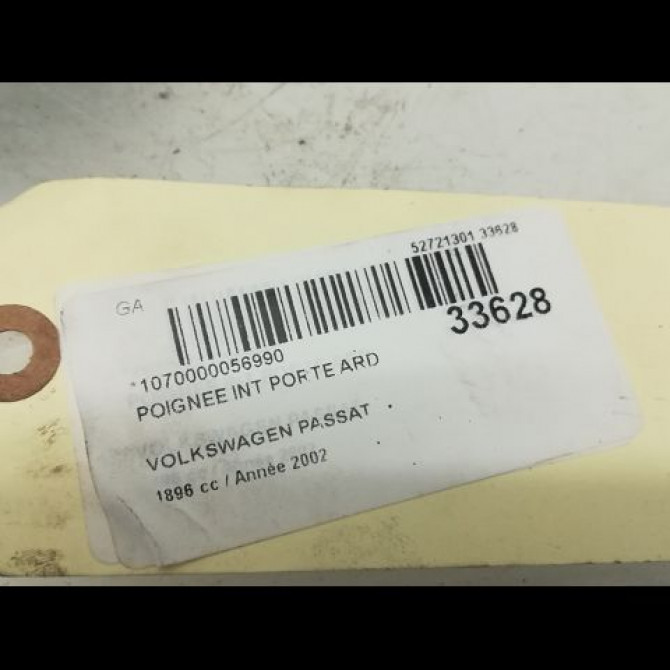 52721301 33628
GA
33628
*1070000056990
POIGNEE INT PORTE ARD
VOLKSWAGEN PASSAT
1896 cc / Année 2002